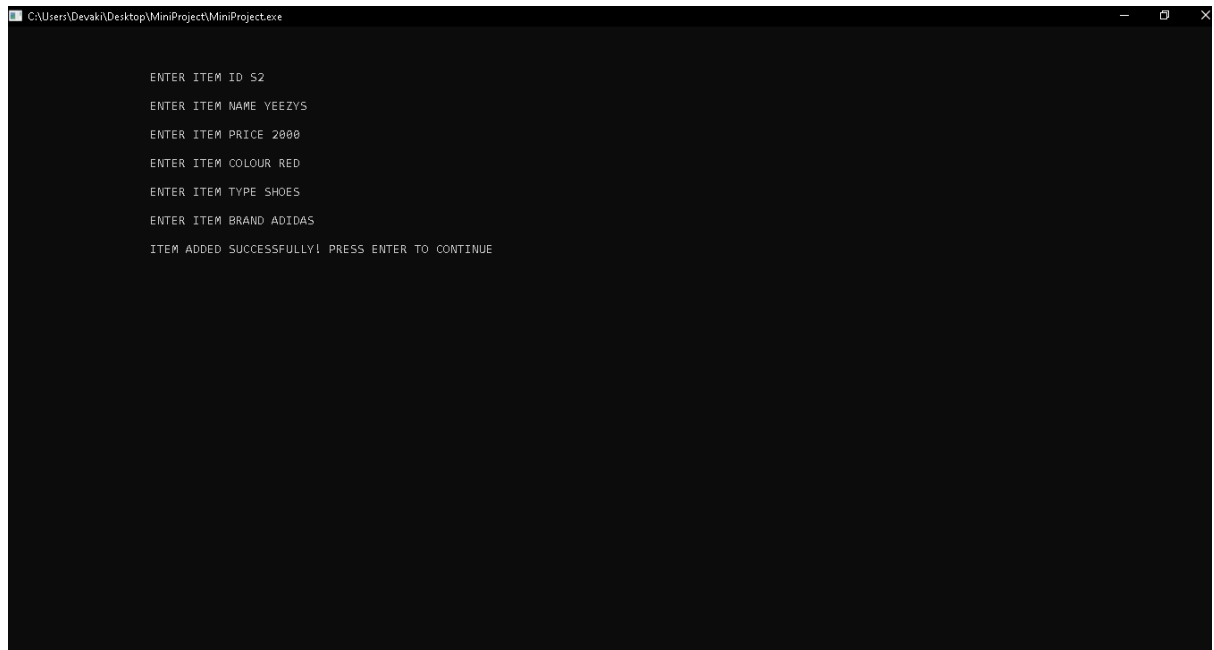 C:\Users\Devaki\Desktop\MiniProject\MiniProject.exe
ENTER ITEM ID S2
ENTER ITEM NAME YEEZYS
ENTER ITEM PRICE 2000
ENTER ITEM COLOUR RED
ENTER ITEM TYPE SHOES
ENTER ITEM BRAND ADIDAS
ITEM ADDED SUCCESSFULLY! PRESS ENTER TO CONTINUE